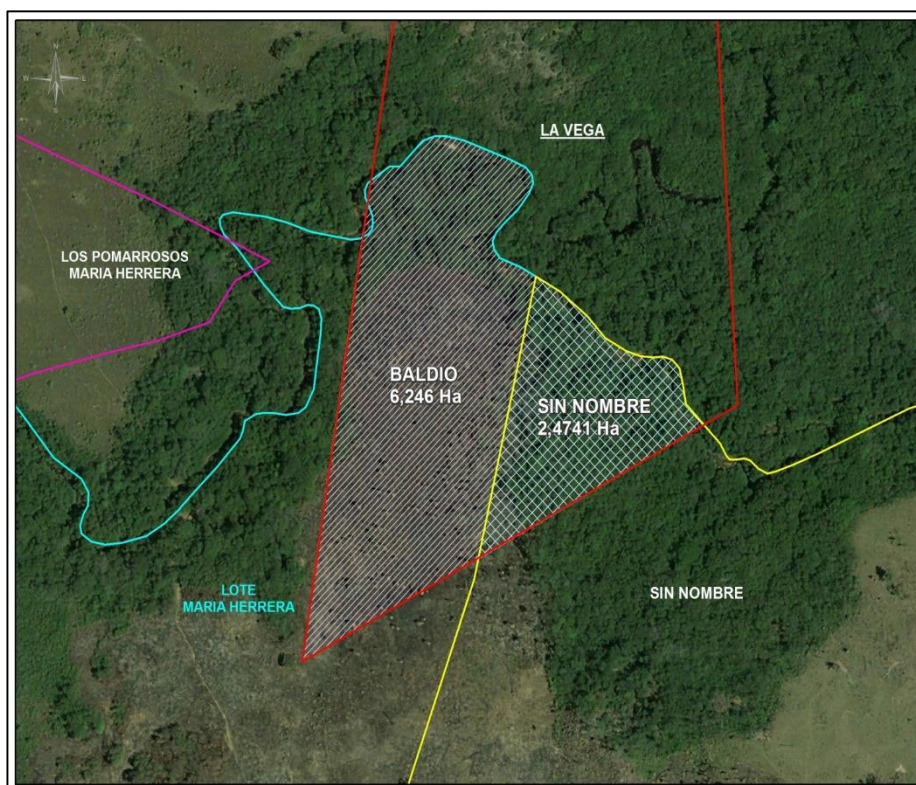 N
W
E
S
LA VEGA
LOS POMARROSOS
MARIA HERRERA
BALDIO
6,246 Ha
SIN NOMBRE
2,4741 Ha
LOTE
MARIA HERRERA
SIN NOMBRE